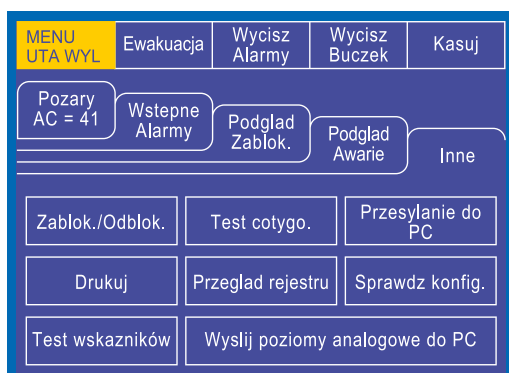 MENU
UTA WYL
Ewakuacja
Wycisz
Alarmy
Wycisz
Buczek
Kasuj
Pozary
AC = 41
Wstepne
Alarmy
Podglad
Zablok.
Podglad
Awarie
Inne
Zablok./Odblok.
Test cotygo.
Przesylanie do
PC
Drukuj
Przeglad rejestru
Sprawdz konfig.
Test wskazników
Wyslij poziomy analogowe do PC